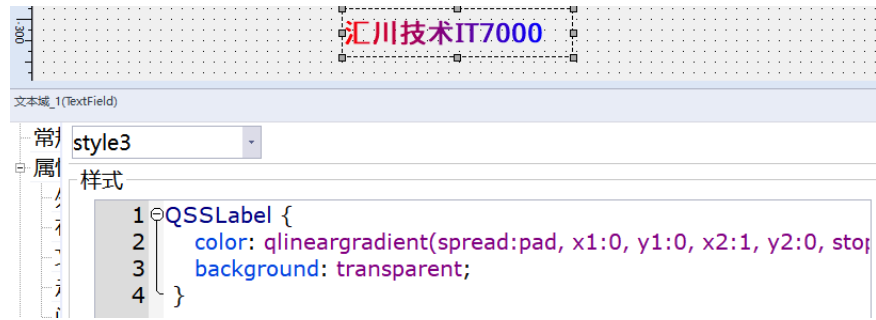 300
汇川技术IT7000
文本域_1(TextField)
常规
属性
style3
样式
1 QSSLabel {
2 color: qlineargradient(spread:pad, x1:0, y1:0, x2:1, y2:0, stop
3 background: transparent;
4 }